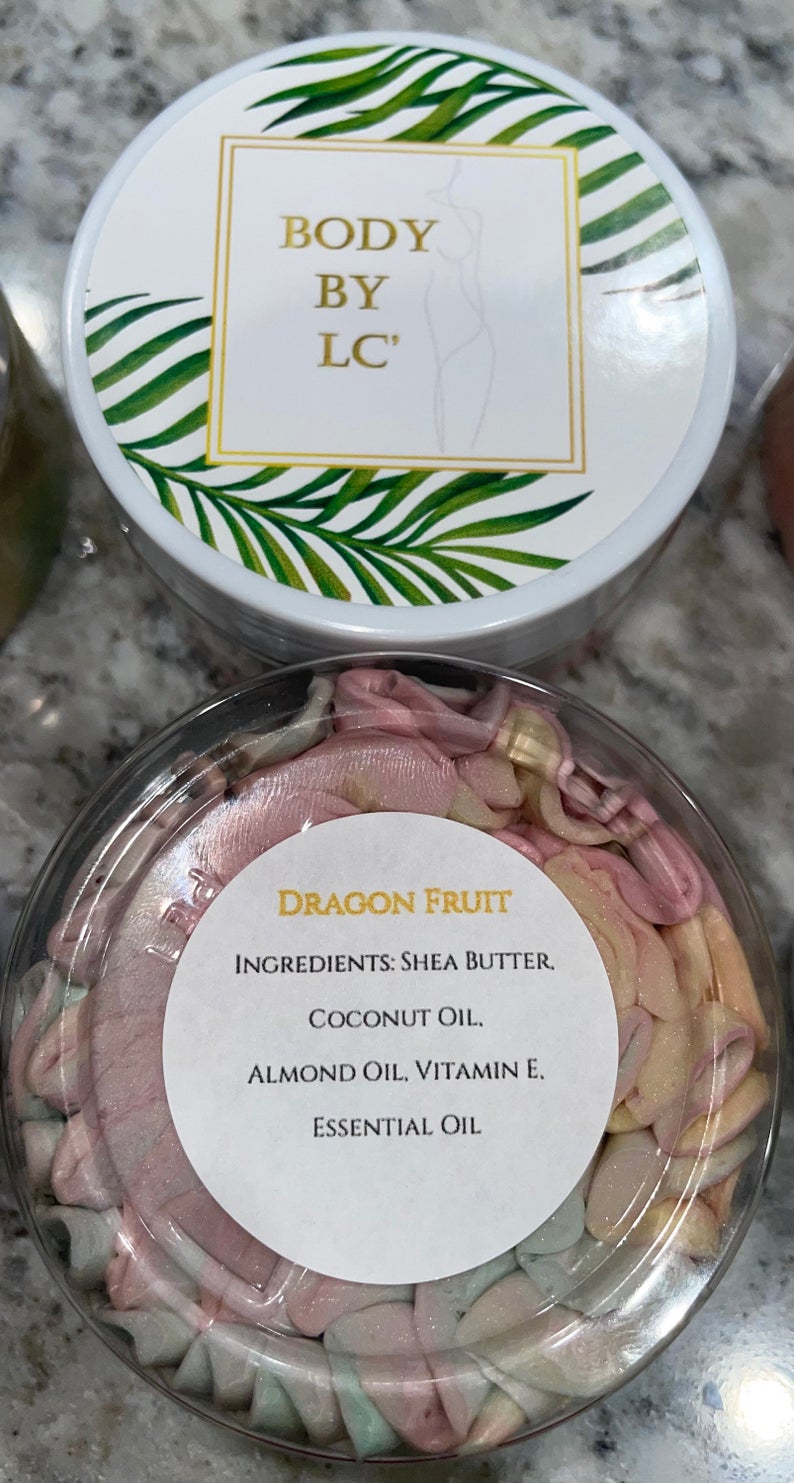 BODY
BY
LC'
DRAGON FRUIT
INGREDIENTS: SHEA BUTTER,
COCONUT OIL,
ALMOND OIL, VITAMIN E,
ESSENTIAL OIL